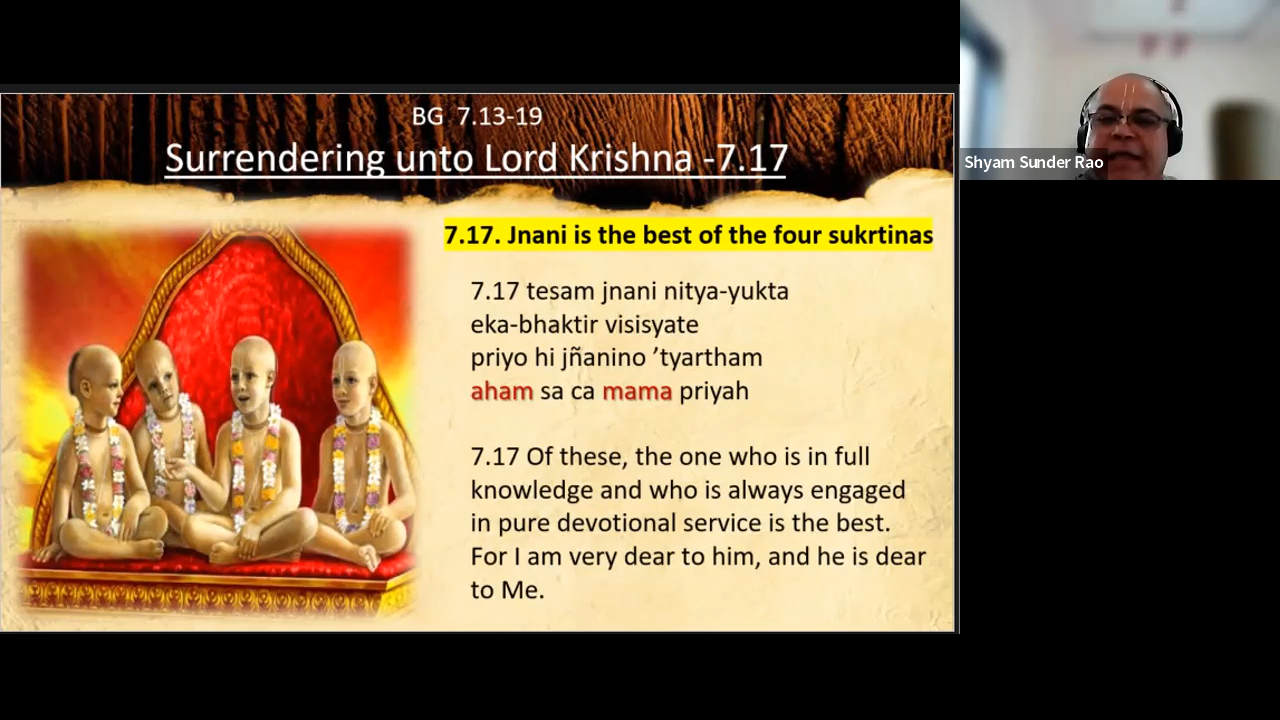 BG 7.13-19
Surrendering unto Lord Krishna -7.17
7.17. Jnani is the best of the four sukrtinas
7.17 tesam jnani nitya-yukta
eka-bhaktir visisyate
priyo hi jñanino ’tyartham
aham sa ca mama priyah
7.17 Of these, the one who is in full
knowledge and who is always engaged
in pure devotional service is the best.
For I am very dear to him, and he is dear
to Me.
Shyam Sunder Rao